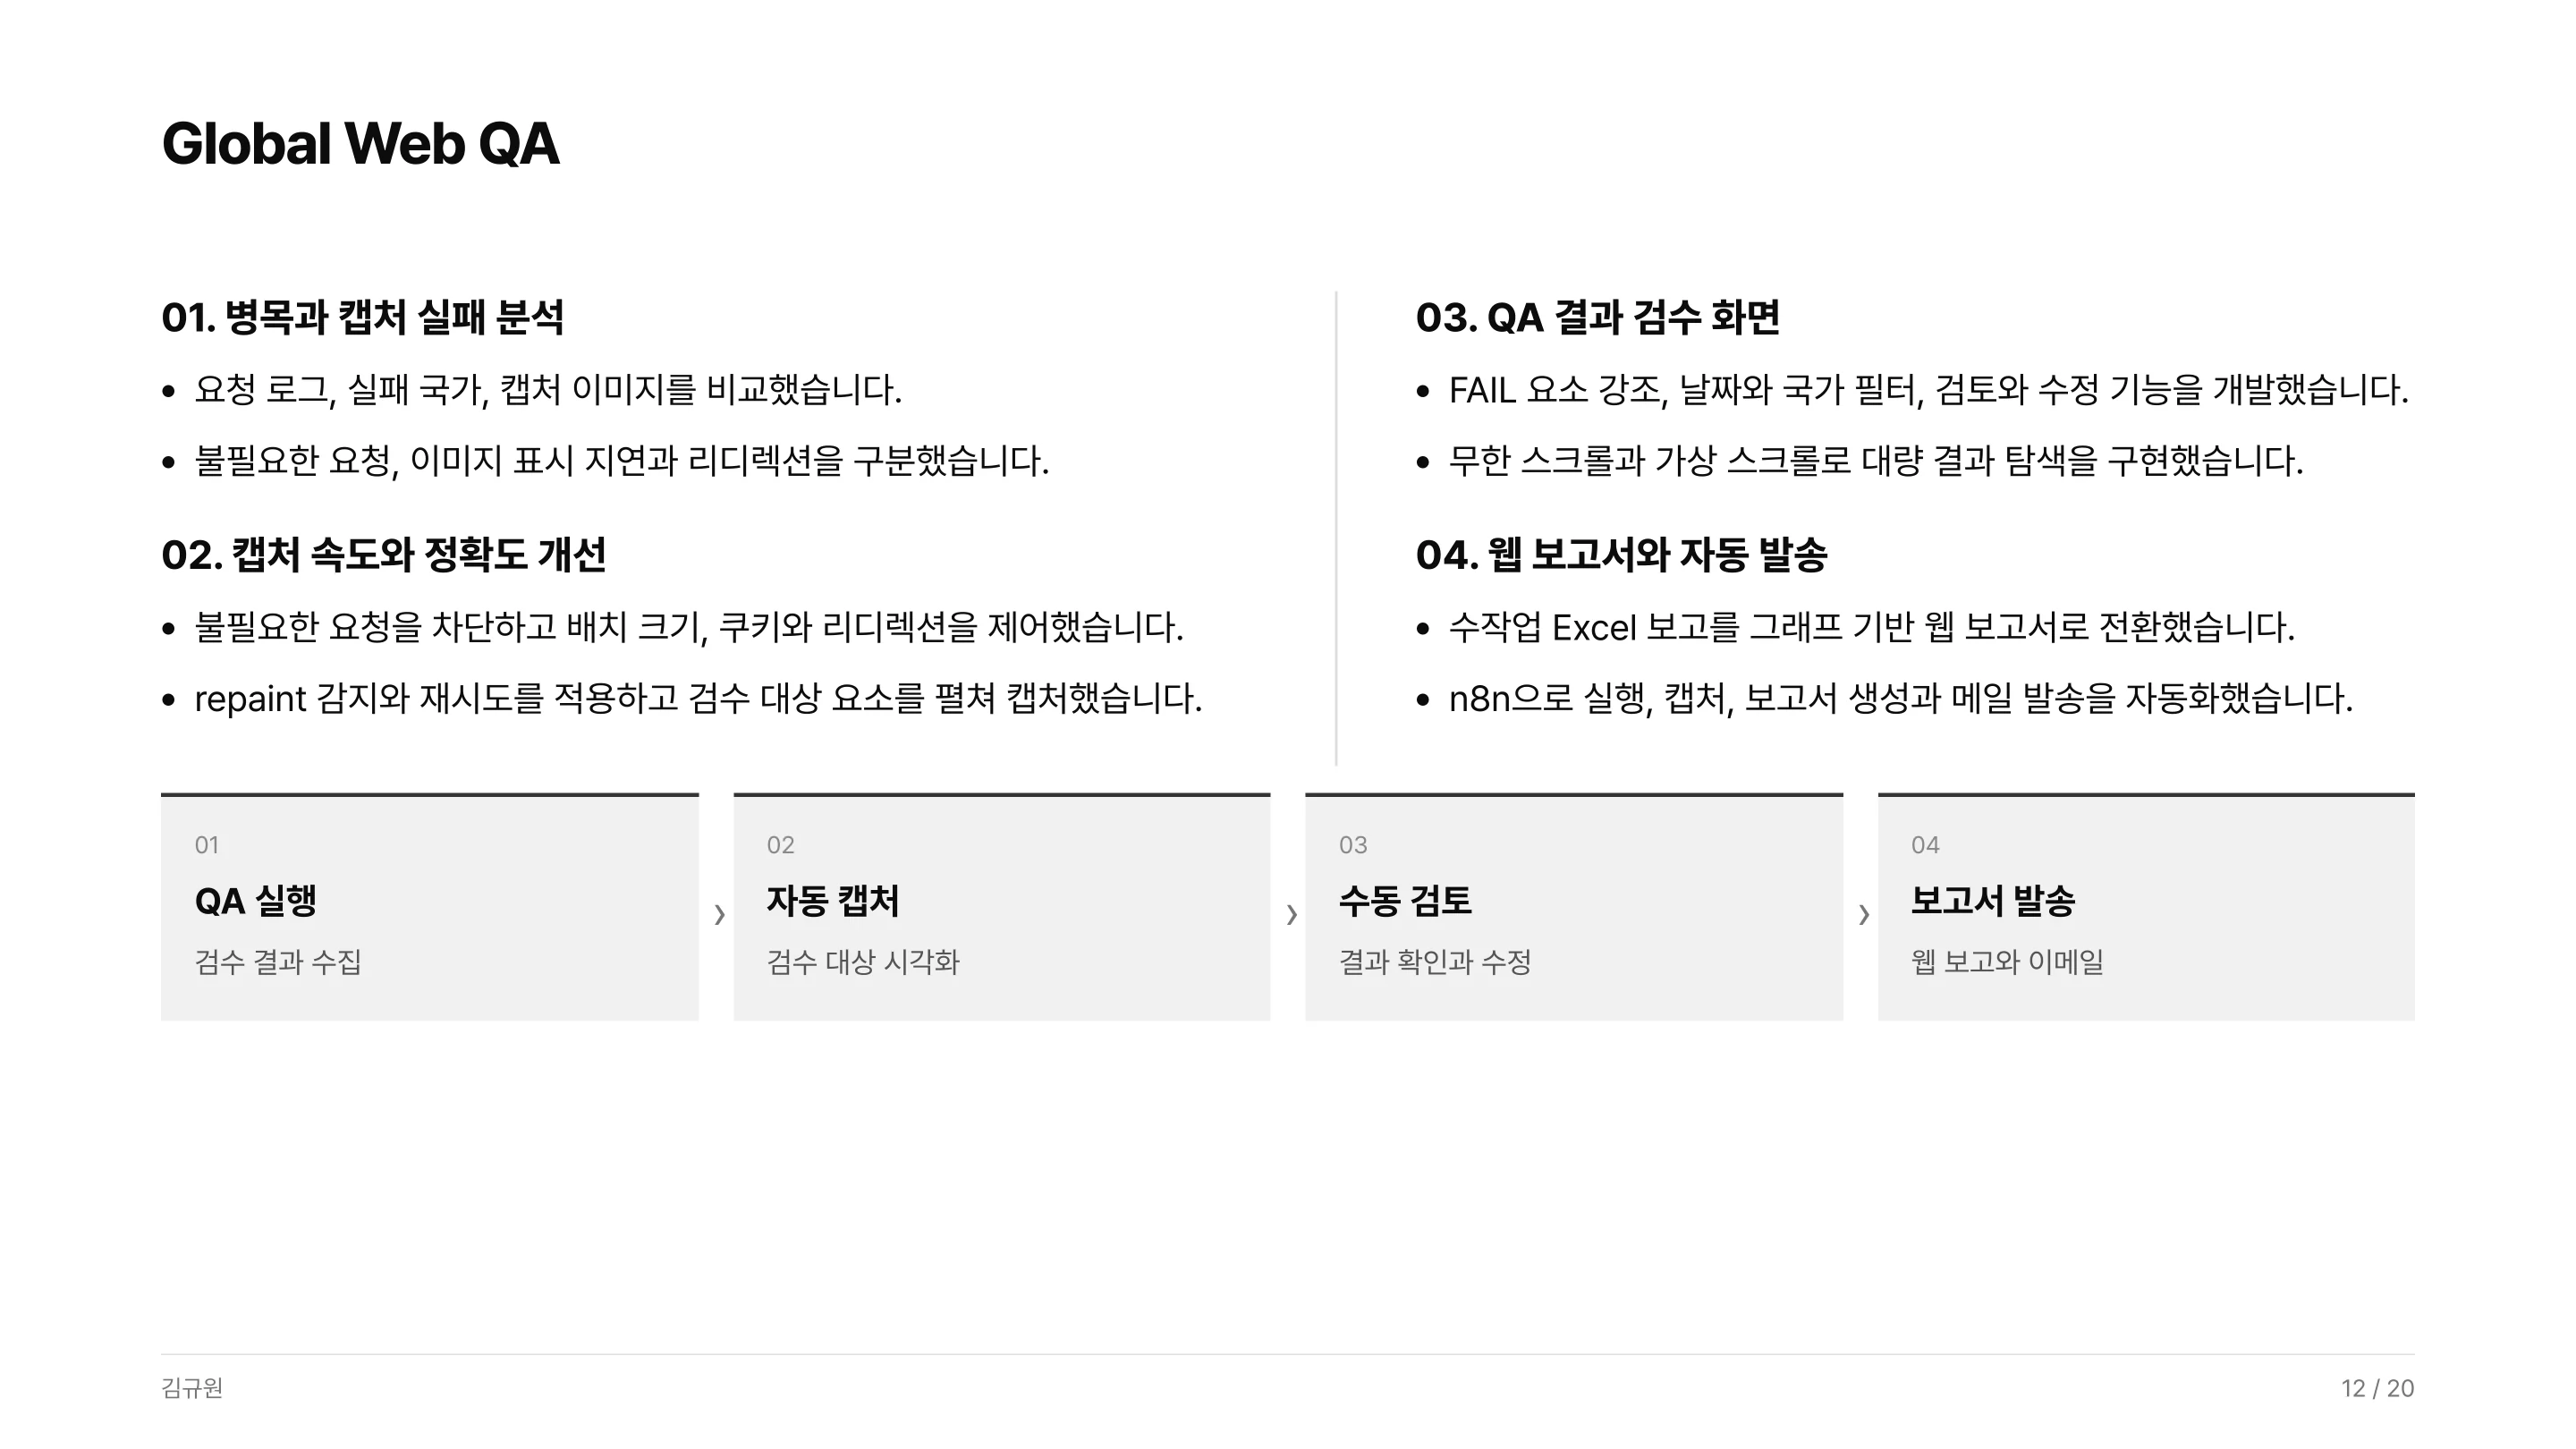 Global Web QA
01. 병목과 캡처 실패 분석
• 요청 로그, 실패 국가, 캡처 이미지를 비교했습니다.
• 불필요한 요청, 이미지 표시 지연과 리디렉션을 구분했습니다.
02. 캡처 속도와 정확도 개선
• 불필요한 요청을 차단하고 배치 크기, 쿠키와 리디렉션을 제어했습니다.
• repaint 감지와 재시도를 적용하고 검수 대상 요소를 펼쳐 캡처했습니다.
03. QA 결과 검수 화면
• FAIL 요소 강조, 날짜와 국가 필터, 검토와 수정 기능을 개발했습니다.
• 무한 스크롤과 가상 스크롤로 대량 결과 탐색을 구현했습니다.
04. 웹 보고서와 자동 발송
• 수작업 Excel 보고를 그래프 기반 웹 보고서로 전환했습니다.
• n8n으로 실행, 캡처, 보고서 생성과 메일 발송을 자동화했습니다.
01
QA 실행
검수 결과 수집
›
02
자동 캡처
검수 대상 시각화
›
03
수동 검토
결과 확인과 수정
›
04
보고서 발송
웹 보고와 이메일
김규원
12 / 20